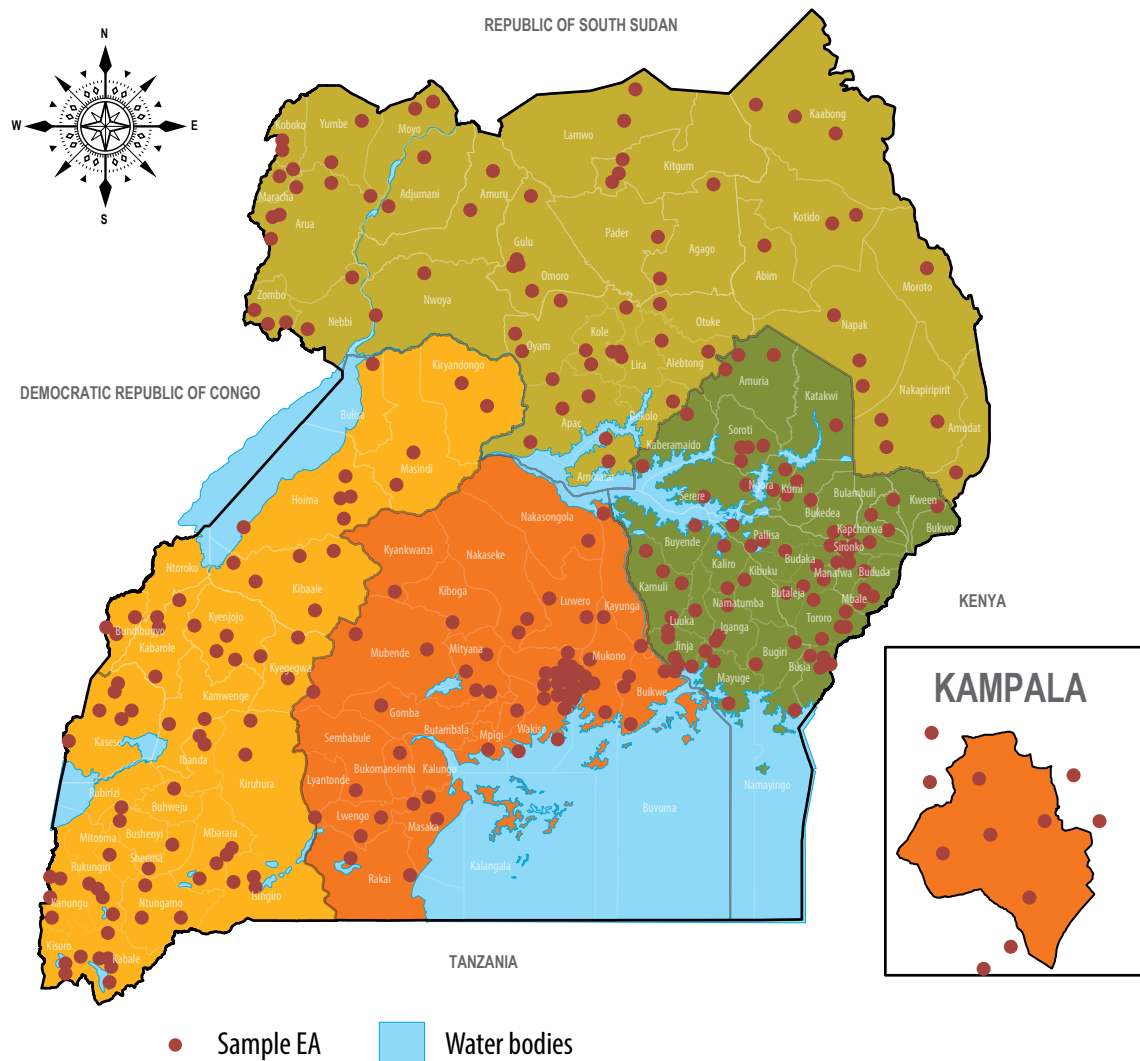 REPUBLIC OF SOUTH SUDAN
N
W
E
S
Koboko
Yumbe
Moyo
Lamwo
Kaabong
Kitgum
Maracha
Adjumani
Amuru
Arua
Kotido
Gulu
Pader
Agago
Omoro
Abim
Moroto
Zombo
Nebbi
Nwoya
Otuke
Napak
Kole
Oyam
Lira
Alebtong
DEMOCRATIC REPUBLIC OF CONGO
Kiryandongo
Amuria
Nakapiripirit
Katakwi
Bulisa
Apac
Dokolo
Amudat
Kaberamaido
Soroti
Masindi
Amolatar
Hoima
Serere
Ngora
Kumi
Bulambuli
Kween
Bukedea
Nakasongola
Bukwo
Kapchorwa
Kyankwanzi
Nakaseke
Buyende
Pallisa
Sironko
Ntoroko
Kaliro
Budaka
Kibuku
Manafwa
Bududa
Kibaale
Kiboga
Kamuli
Butaleja
Mbale
KENYA
Luwero
Kayunga
Namatumba
Kyenjojo
Luuka
Iganga
Tororo
Bundibugyo
Kabarole
Mubende
Mityana
Jinja
Bugiri
Mukono
Busia
Kyegegwa
Mayuge
KAMPALA
Kamwenge
Buikwe
Gomba
Kasese
Butambala
Mpigi
Wakiso
Sembabule
Ibanda
Bukomansimbi
Kalungu
Kiruhura
Lyantonde
Namayingo
Rubirizi
Buhweju
Buvuma
Lwengo
Masaka
Mitooma
Bushenyi
Mbarara
Sheema
Rukungiri
Kalangala
Rakai
Kanungu
Ntungamo
Isingiro
Kisoro
Kabale
TANZANIA
Sample EA
Water bodies